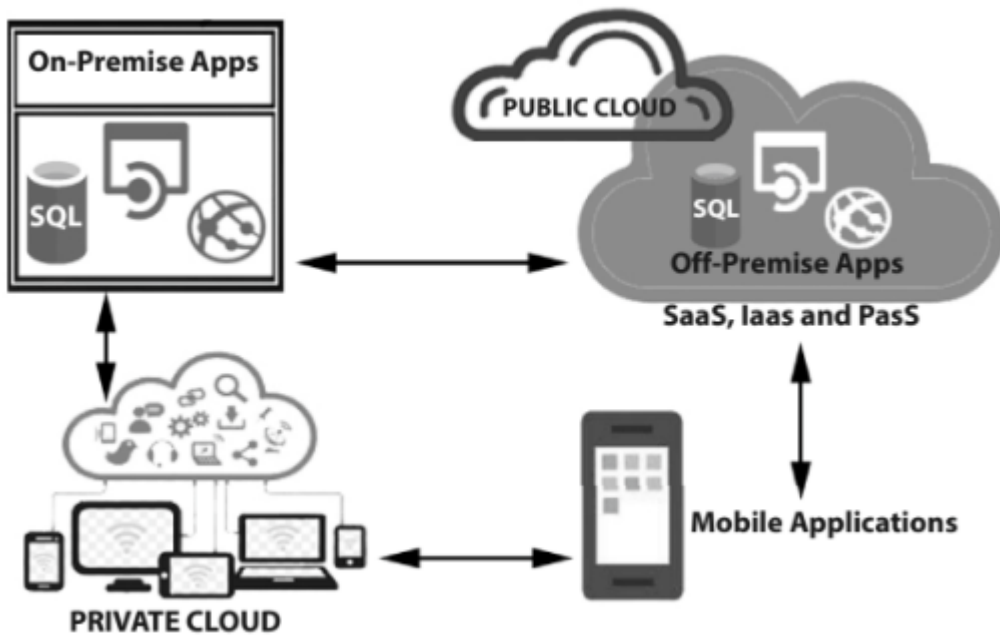 On-Premise Apps
PUBLIC CLOUD
SQL
SQL
Off-Premise Apps
SaaS, Iaas and PasS
Mobile Applications
PRIVATE CLOUD